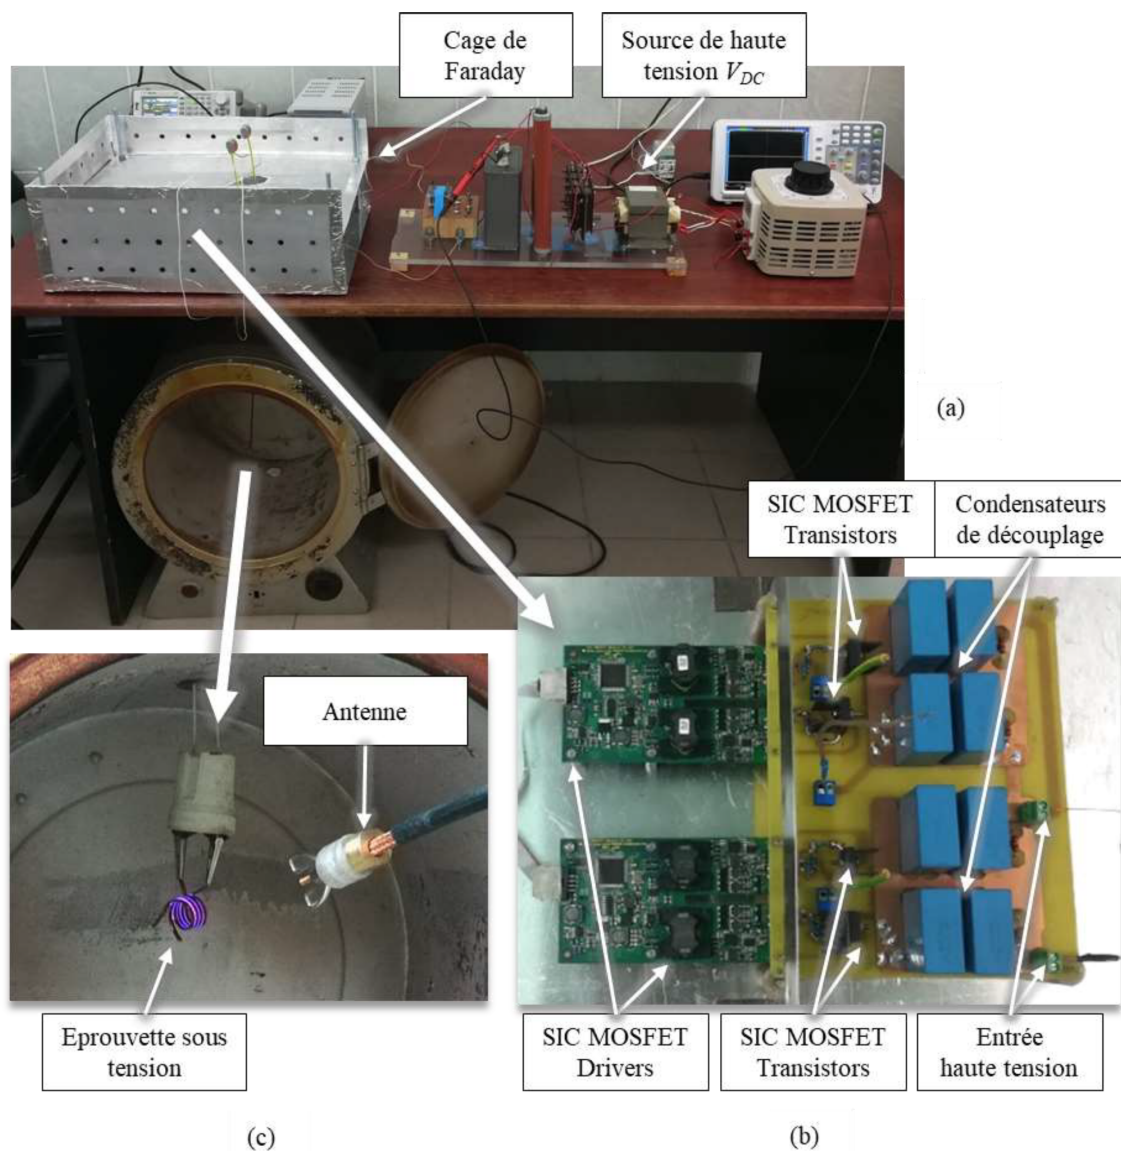 Cage de
Faraday
Source de haute
tension V_DC
(a)
SIC MOSFET
Transistors
Condensateurs
de découplage
Antenne
Eprouvette sous
tension
SIC MOSFET
Drivers
SIC MOSFET
Transistors
Entrée
haute tension
(c)
(b)